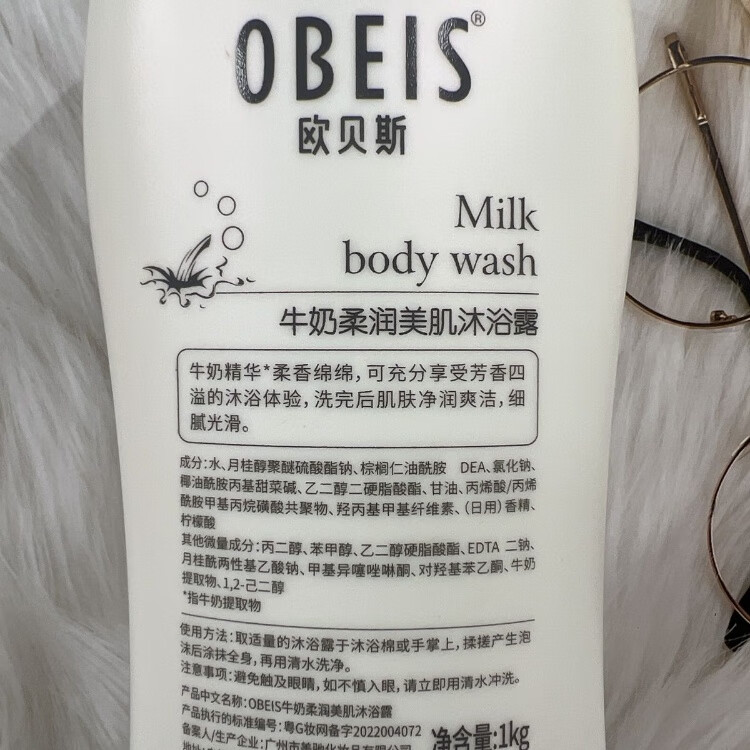 OBEIS®
欧贝斯
Milk
body wash
牛奶柔润美肌沐浴露
牛奶精华*柔香绵绵，可充分享受芳香四
溢的沐浴体验，洗完后肌肤净润爽洁，细
腻光滑。
成分：水、月桂醇聚醚硫酸酯钠、棕榈仁油酰胺 DEA、氯化钠、
椰油酰胺丙基甜菜碱、乙二醇二硬脂酸酯、甘油、丙烯酸/丙烯
酰胺甲基丙烷磺酸共聚物、羟丙基甲基纤维素、（日用）香精、
柠檬酸
其他微量成分：丙二醇、苯甲醇、乙二醇硬脂酸酯、EDTA 二钠、
月桂酰两性基乙酸钠、甲基异噻唑啉酮、对羟基苯乙酮、牛奶
提取物、1,2-己二醇
*指牛奶提取物
使用方法：取适量的沐浴露于沐浴棉或手掌上，揉搓产生泡
沫后涂抹全身，再用清水洗净。
注意事项：避免触及眼睛，如不慎入眼，请立即用清水冲洗。
产品中文名称：OBEIS牛奶柔润美肌沐浴露
产品执行的标准编号：粤G妆网备字2022004072
备案人/生产企业：广州市美驰化妆品有限公司
净含量：1kg